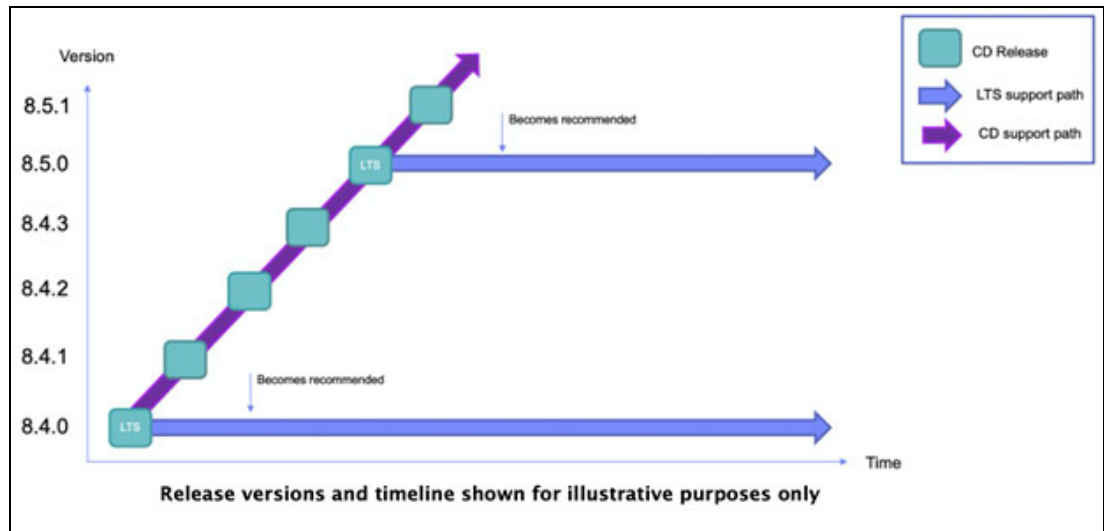 Version
CD Release
LTS support path
CD support path
8.5.1
Becomes recommended
8.5.0
LTS
8.4.3
8.4.2
8.4.1
Becomes recommended
8.4.0
LTS
Time
Release versions and timeline shown for illustrative purposes only